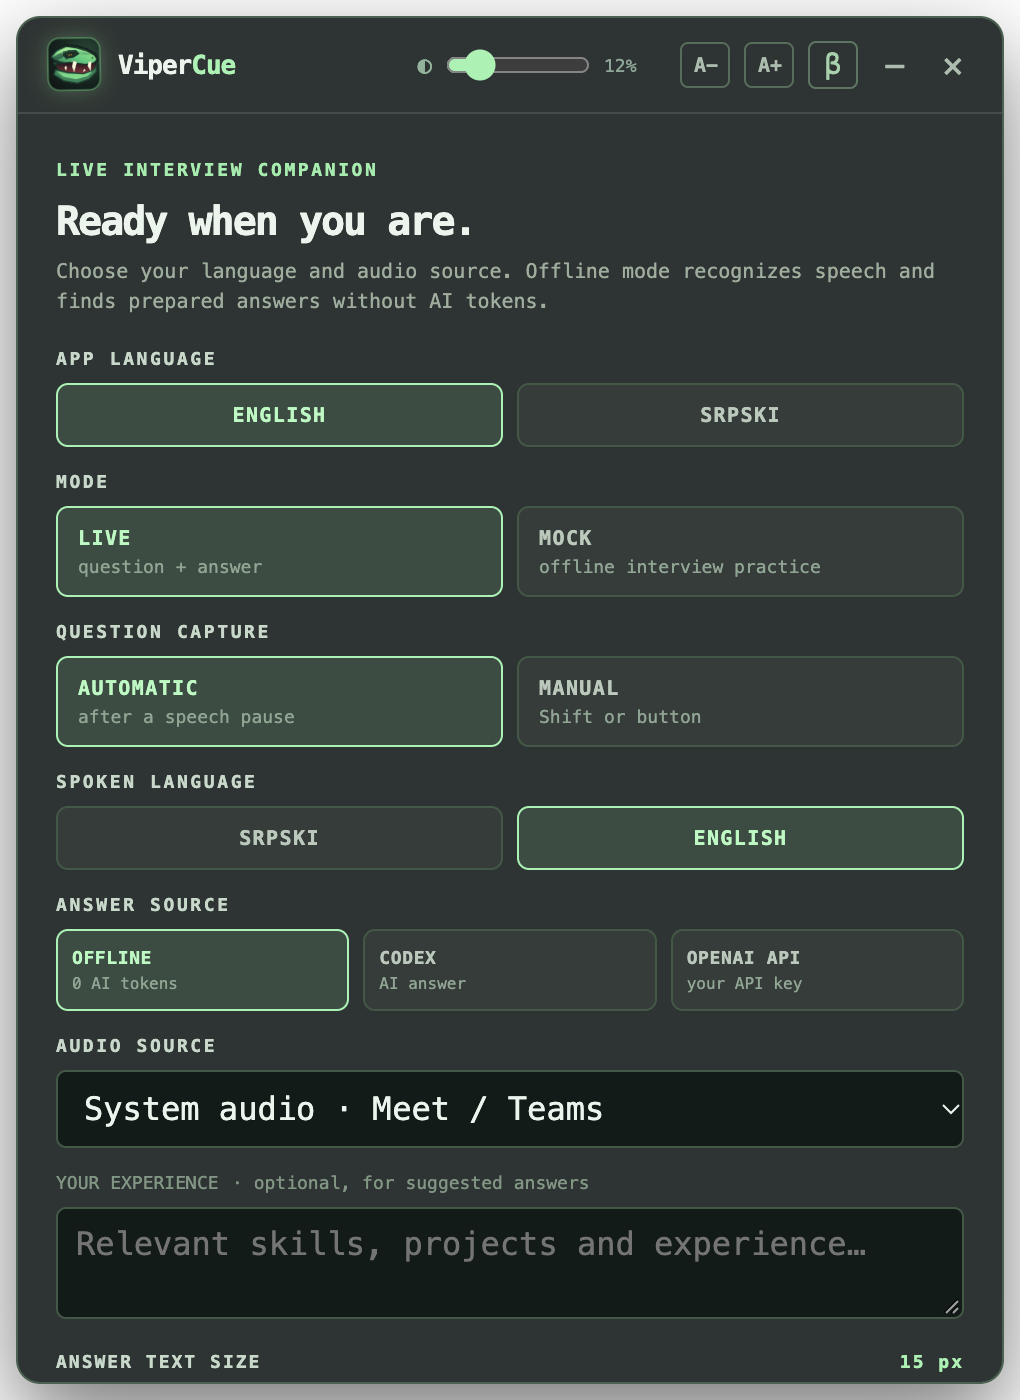 ViperCue
12%
A−
A+
β
LIVE INTERVIEW COMPANION
Ready when you are.
Choose your language and audio source. Offline mode recognizes speech and
finds prepared answers without AI tokens.
APP LANGUAGE
ENGLISH
SRPSKI
MODE
LIVE
question + answer
MOCK
offline interview practice
QUESTION CAPTURE
AUTOMATIC
after a speech pause
MANUAL
Shift or button
SPOKEN LANGUAGE
SRPSKI
ENGLISH
ANSWER SOURCE
OFFLINE
0 AI tokens
CODEX
AI answer
OPENAI API
your API key
AUDIO SOURCE
System audio · Meet / Teams
YOUR EXPERIENCE · optional, for suggested answers
Relevant skills, projects and experience…
ANSWER TEXT SIZE
15 px